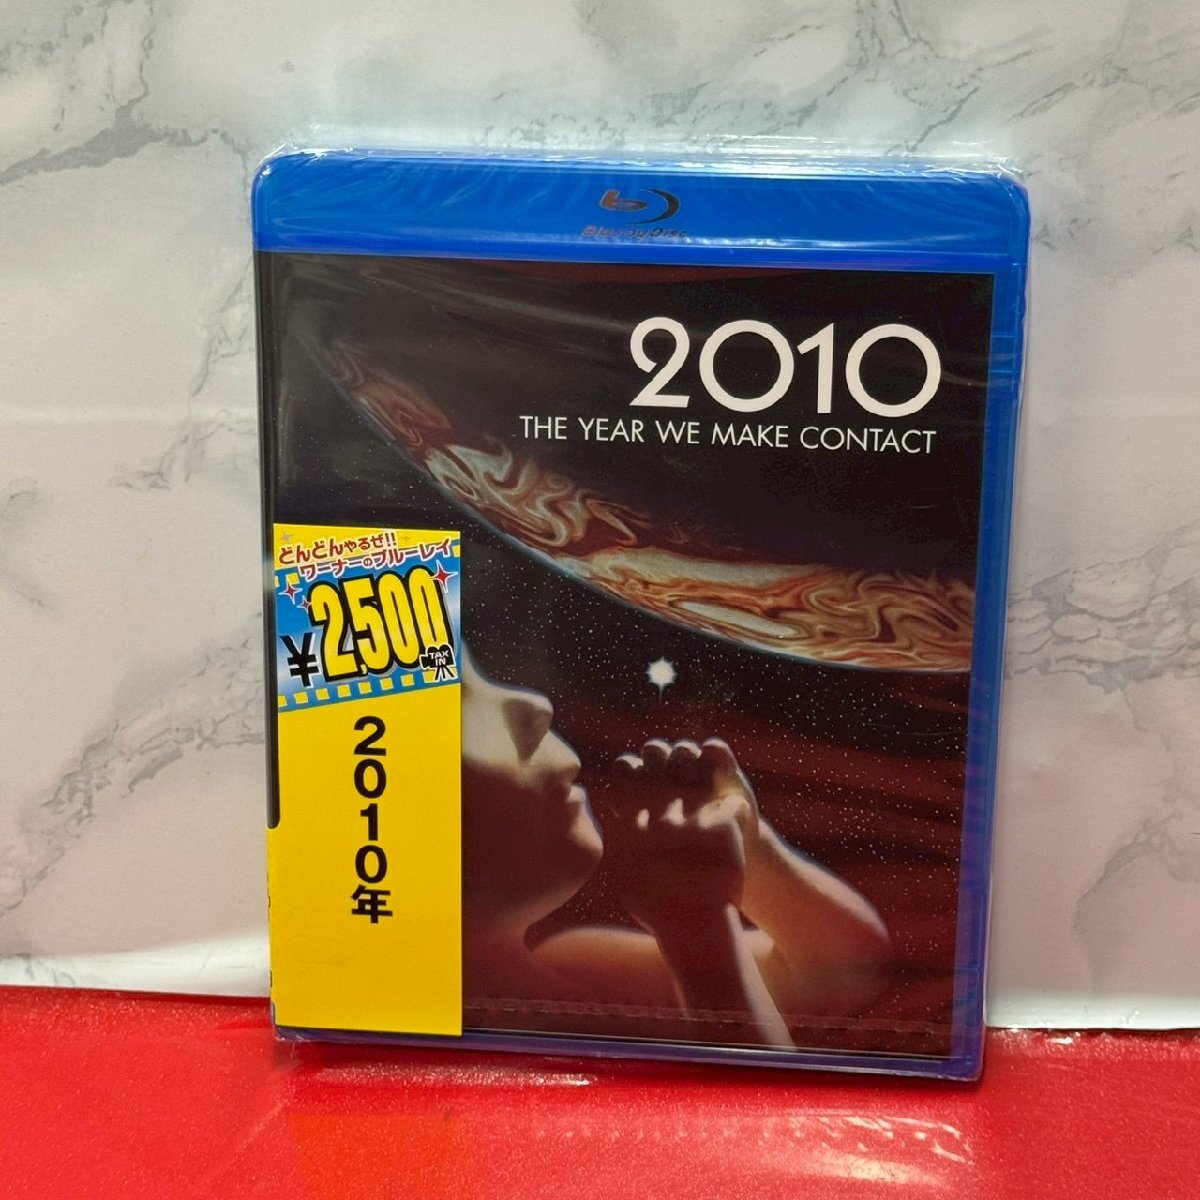 Blu-ray Disc
2010
THE YEAR WE MAKE CONTACT
どんどんやるぜ!!
ワーナーのブルーレイ
¥2,500
TAX
IN
2010年